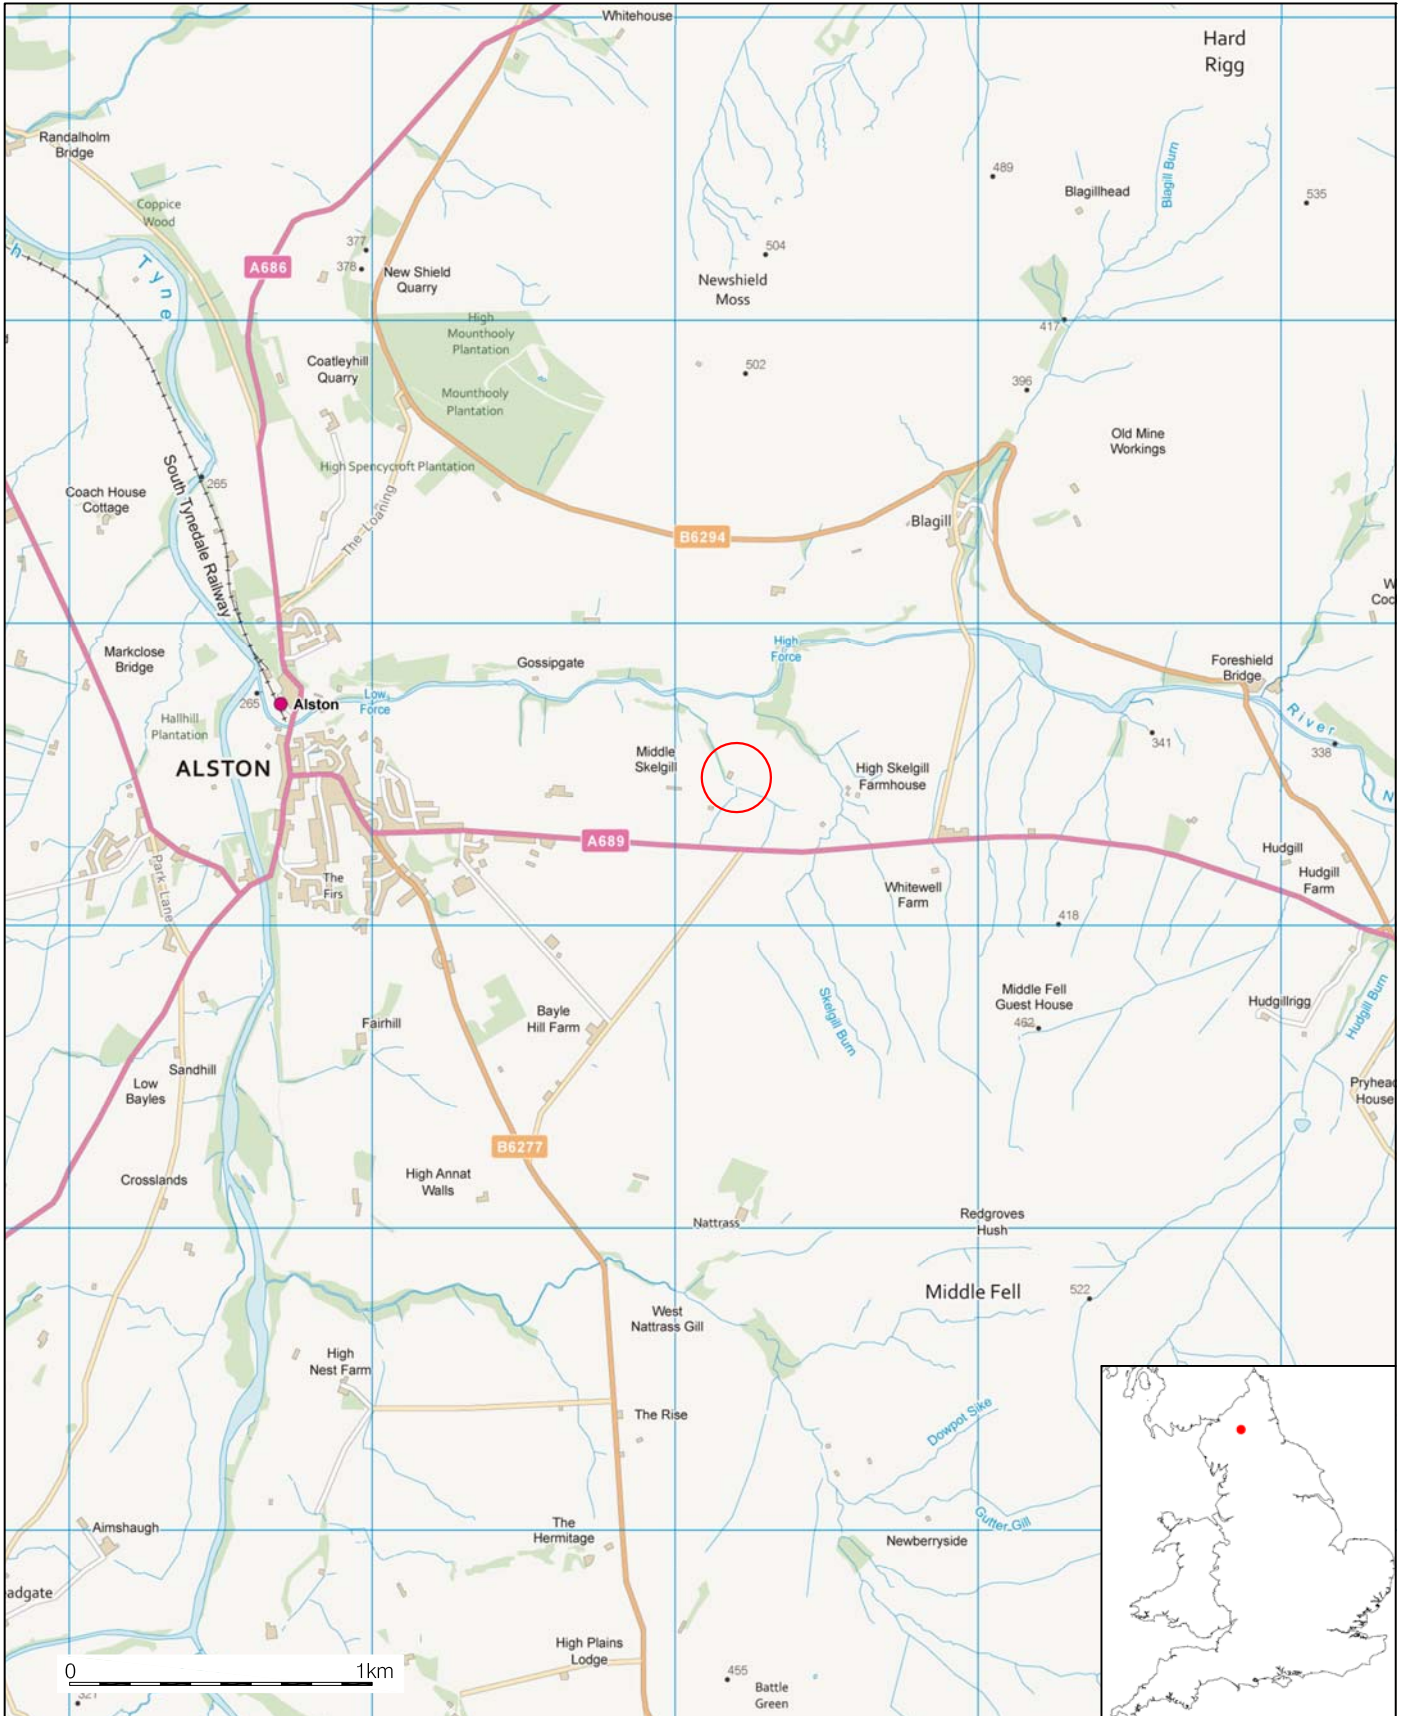 Whitehouse
Hard
Rigg
Randalholm
Bridge
489
Blagillhead
Blagill Burn
535
Coppice
Wood
h
Tyne
377
378
A686
New Shield
Quarry
504
Newshield
Moss
High
Mounthooly
Plantation
417
Coatleyhill
Quarry
502
396
Mounthooly
Plantation
Old Mine
Workings
High Spencycroft Plantation
265
South Tynedale Railway
Coach House
Cottage
The Loaning
Blagill
B6294
W
Coc
Markclose
Bridge
Gossipgate
High
Force
Foreshield
Bridge
265
Alston
Low
Force
River
N
Hallhill
Plantation
341
338
ALSTON
Middle
Skelgill
High Skelgill
Farmhouse
A689
Hudgill
Hudgill
Farm
Park Lane
The
Firs
Whitewell
Farm
418
Skelgill Burn
Middle Fell
Guest House
462
Hudgillrigg
Hudgill Burn
Bayle
Hill Farm
Fairhill
Sandhill
Low
Bayles
Pryhead
House
B6277
Crosslands
High Annat
Walls
Nattrass
Redgroves
Hush
Middle Fell
522
West
Nattrass Gill
High
Nest Farm
The Rise
Dowpot Sike
Gutter Gill
Aimshaugh
The
Hermitage
Newberryside
adgate
High Plains
Lodge
0
1km
321
455
Battle
Green